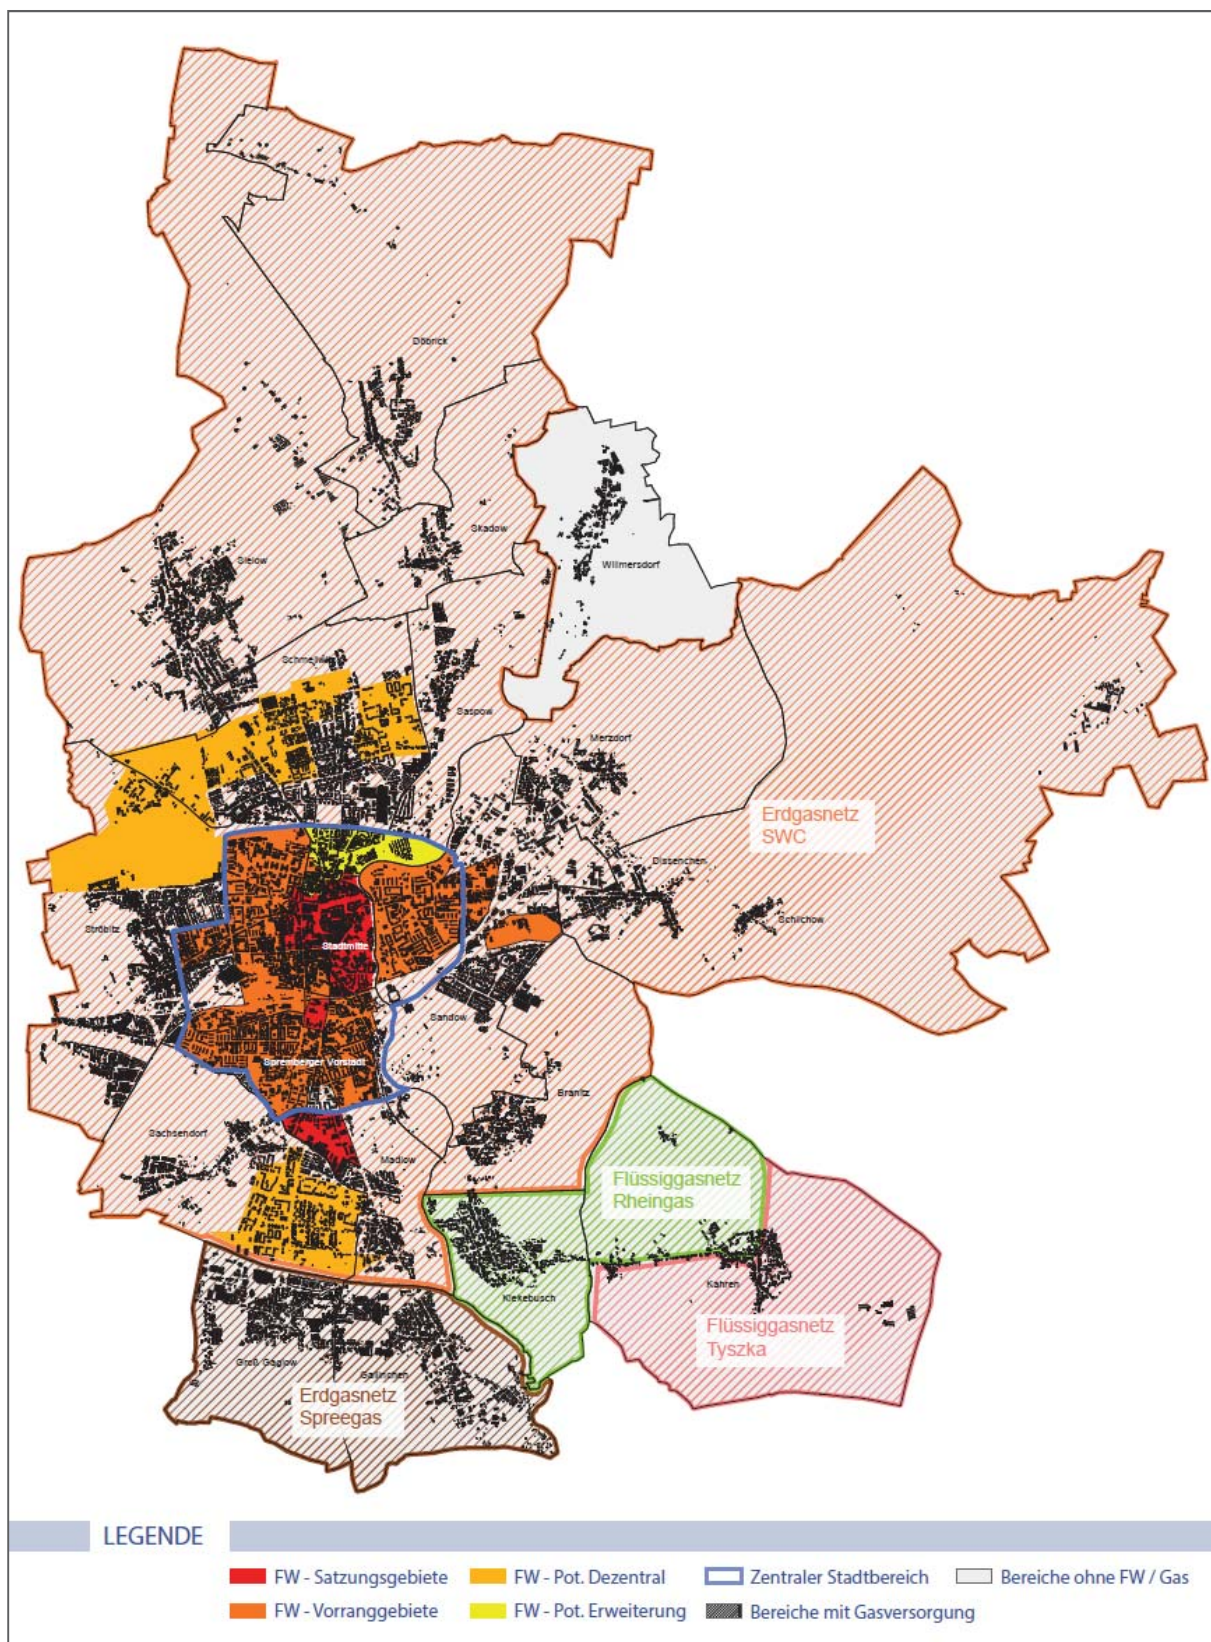 Döbrick
Skadow
Sielow
Willmersdorf
Schmellwitz
Saspow
Merzdorf
Erdgasnetz
SWC
Dissenchen
Schlichow
Ströbitz
Stadtmitte
Sandow
Spremberger Vorstadt
Branitz
Sachsendorf
Madlow
Flüssiggasnetz
Rheingas
Kiekebusch
Kahren
Flüssiggasnetz
Tyszka
Groß Gaglow
Gallinchen
Erdgasnetz
Spreegas
LEGENDE
FW - Satzungsgebiete
FW - Pot. Dezentral
Zentraler Stadtbereich
Bereiche ohne FW / Gas
FW - Vorranggebiete
FW - Pot. Erweiterung
Bereiche mit Gasversorgung